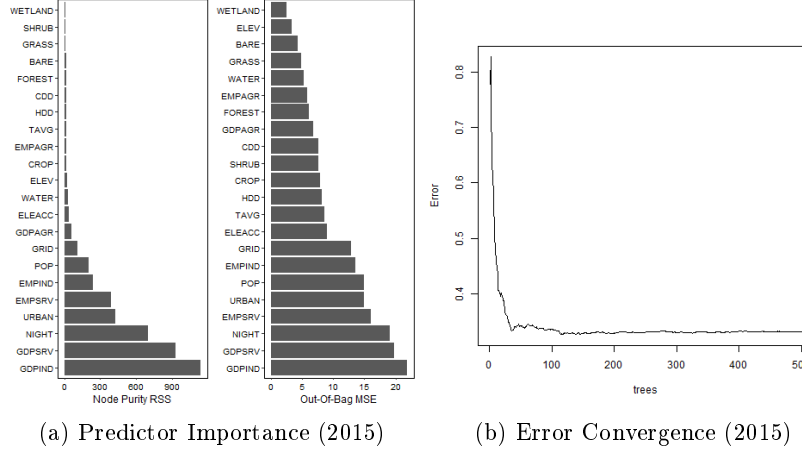 WETLAND
SHRUB
GRASS
BARE
FOREST
CDD
HDD
TAVG
EMPAGR
CROP
ELEV
WATER
ELEACC
GDPAGR
GRID
POP
EMPIND
EMPSRV
URBAN
NIGHT
GDPSRV
GDPIND
0 300 600 900
Node Purity RSS
WETLAND
ELEV
BARE
GRASS
WATER
EMPAGR
FOREST
GDPAGR
CDD
SHRUB
CROP
HDD
TAVG
ELEACC
GRID
EMPIND
POP
URBAN
EMPSRV
NIGHT
GDPSRV
GDPIND
0 5 10 15 20
Out-Of-Bag MSE
(a) Predictor Importance (2015)
Error
0.8
0.7
0.6
0.5
0.4
0 100 200 300 400 500
trees
(b) Error Convergence (2015)